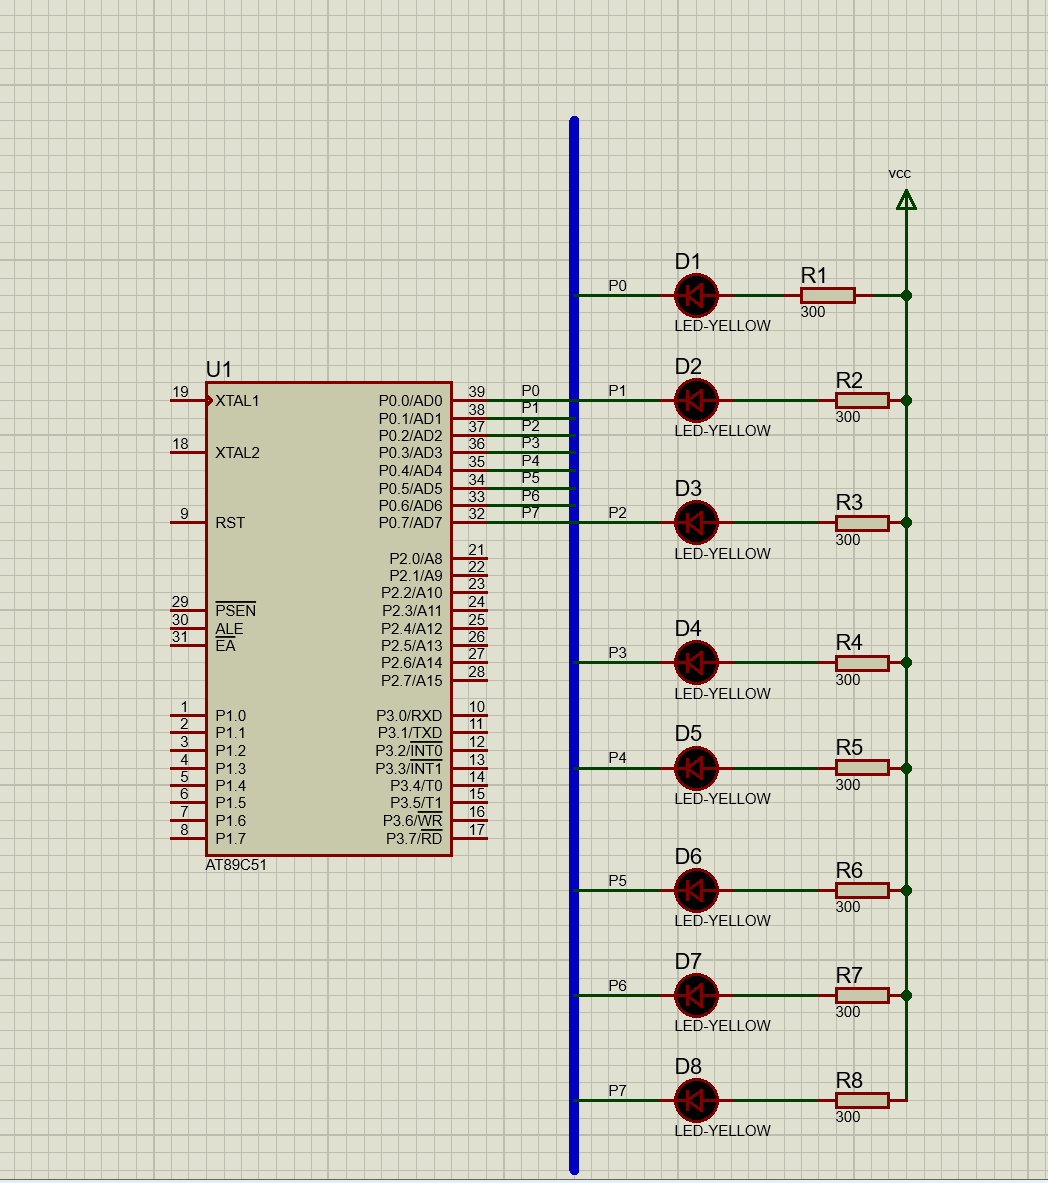 vcc
D1
R1
P0
LED-YELLOW
300
D2
R2
P1
LED-YELLOW
300
D3
R3
P2
LED-YELLOW
300
D4
R4
P3
LED-YELLOW
300
D5
R5
P4
LED-YELLOW
300
D6
R6
P5
LED-YELLOW
300
D7
R7
P6
LED-YELLOW
300
D8
R8
P7
LED-YELLOW
300
U1
19 XTAL1
18 XTAL2
9 RST
29 PSEN
30 ALE
31 EA
1 P1.0
2 P1.1
3 P1.2
4 P1.3
5 P1.4
6 P1.5
7 P1.6
8 P1.7
P0.0/AD0 39 P0
P0.1/AD1 38 P1
P0.2/AD2 37 P2
P0.3/AD3 36 P3
P0.4/AD4 35 P4
P0.5/AD5 34 P5
P0.6/AD6 33 P6
P0.7/AD7 32 P7
P2.0/A8 21
P2.1/A9 22
P2.2/A10 23
P2.3/A11 24
P2.4/A12 25
P2.5/A13 26
P2.6/A14 27
P2.7/A15 28
P3.0/RXD 10
P3.1/TXD 11
P3.2/INT0 12
P3.3/INT1 13
P3.4/T0 14
P3.5/T1 15
P3.6/WR 16
P3.7/RD 17
AT89C51